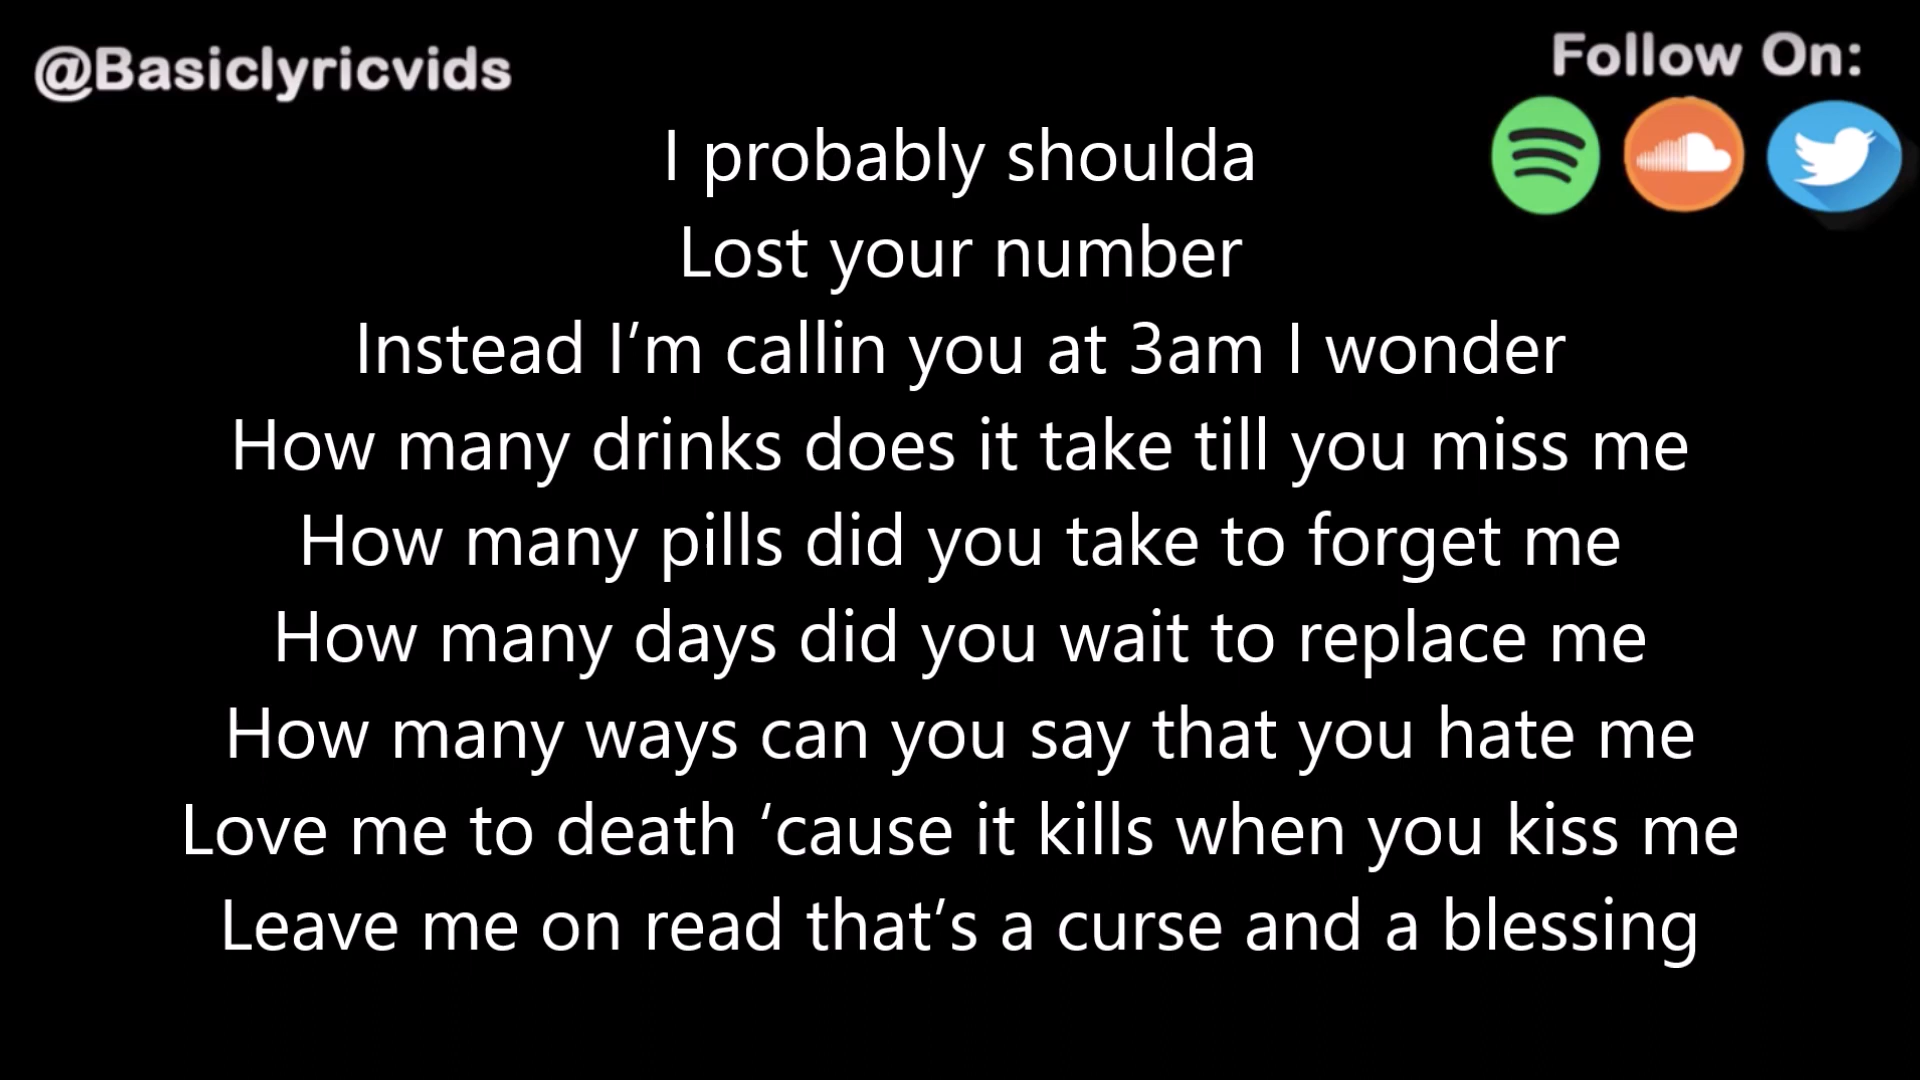 @Basiclyricvids
Follow On:
I probably shoulda
Lost your number
Instead I’m callin you at 3am I wonder
How many drinks does it take till you miss me
How many pills did you take to forget me
How many days did you wait to replace me
How many ways can you say that you hate me
Love me to death ‘cause it kills when you kiss me
Leave me on read that’s a curse and a blessing